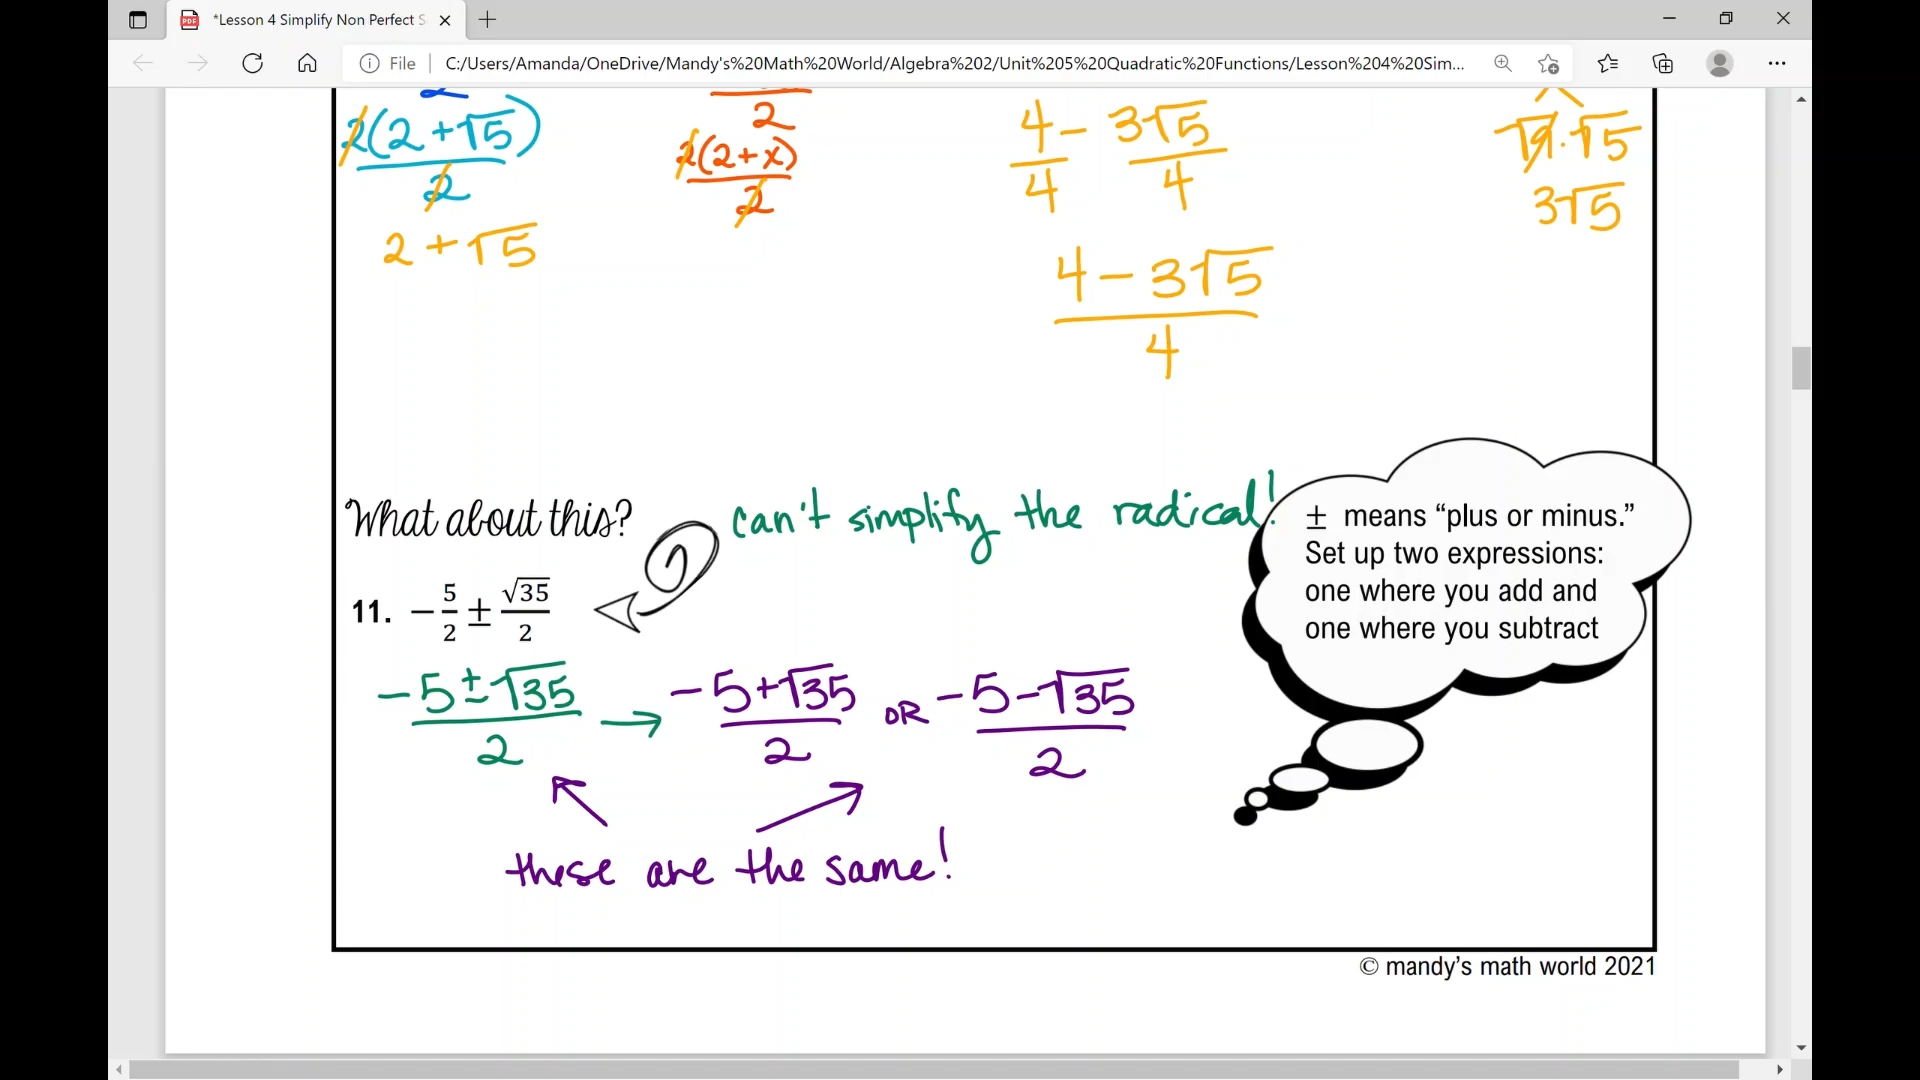 *Lesson 4 Simplify Non Perfect S
File
C:/Users/Amanda/OneDrive/Mandy's%20Math%20World/Algebra%202/Unit%205%20Quadratic%20Functions/Lesson%204%20Sim...
2(2+√5)
2
2+√5
2
2(2+x)
2
4/4 - 3√5/4
4-3√5
4
√9·√5
3√5
What about this?
can't simplify the radical!
11. -5/2 ± √35/2
-5±√35 / 2 → -5+√35 / 2 OR -5-√35 / 2
these are the same!
± means “plus or minus.”
Set up two expressions:
one where you add and
one where you subtract
© mandy's math world 2021